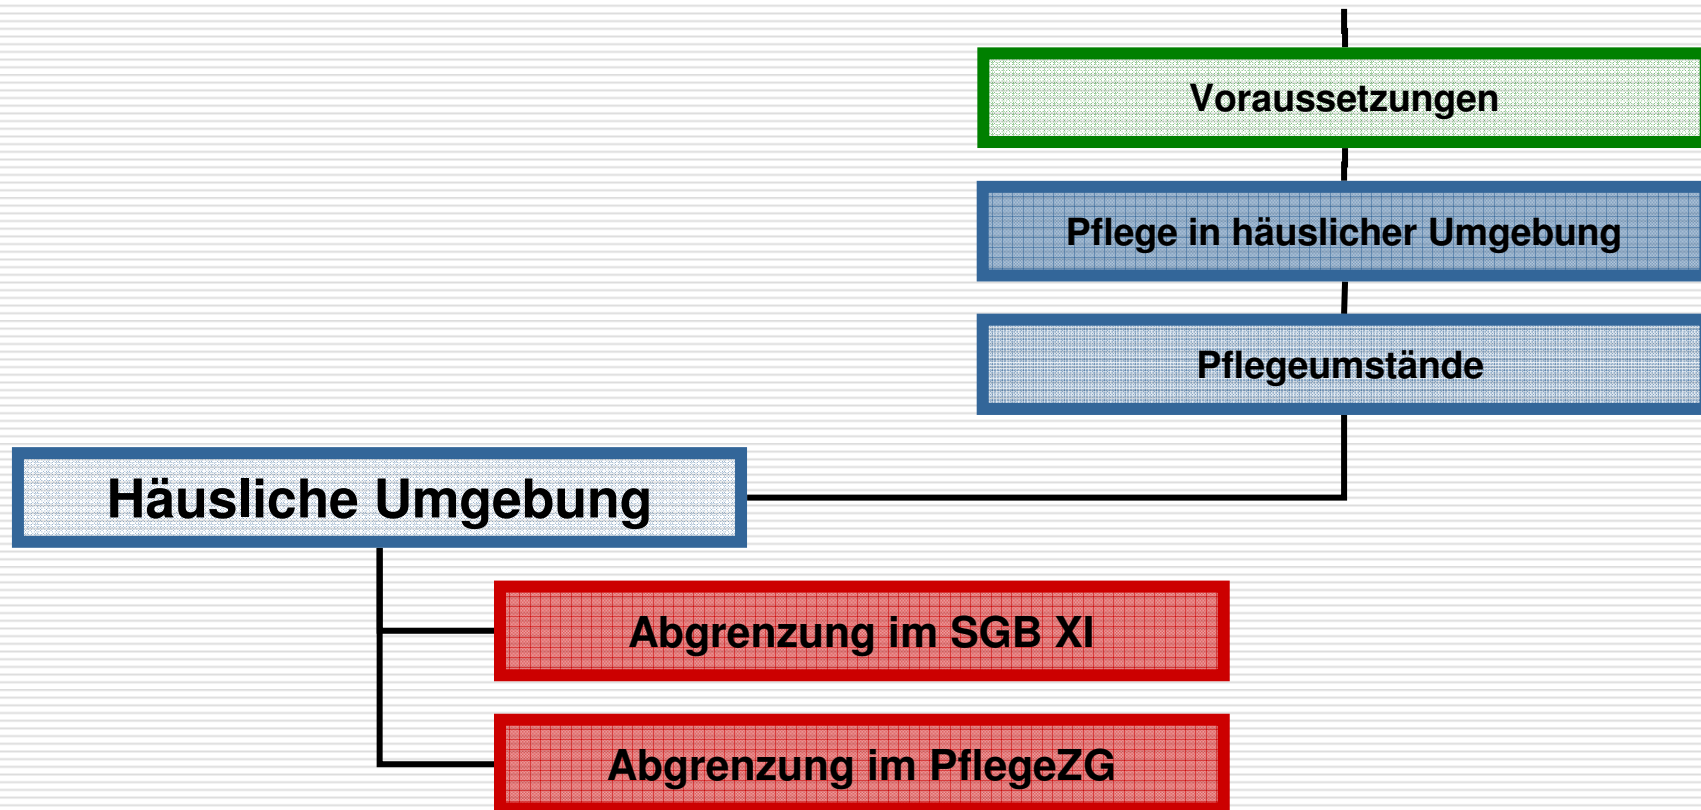 Voraussetzungen
Pflege in häuslicher Umgebung
Pflegeumstände
Häusliche Umgebung
Abgrenzung im SGB XI
Abgrenzung im PflegeZG